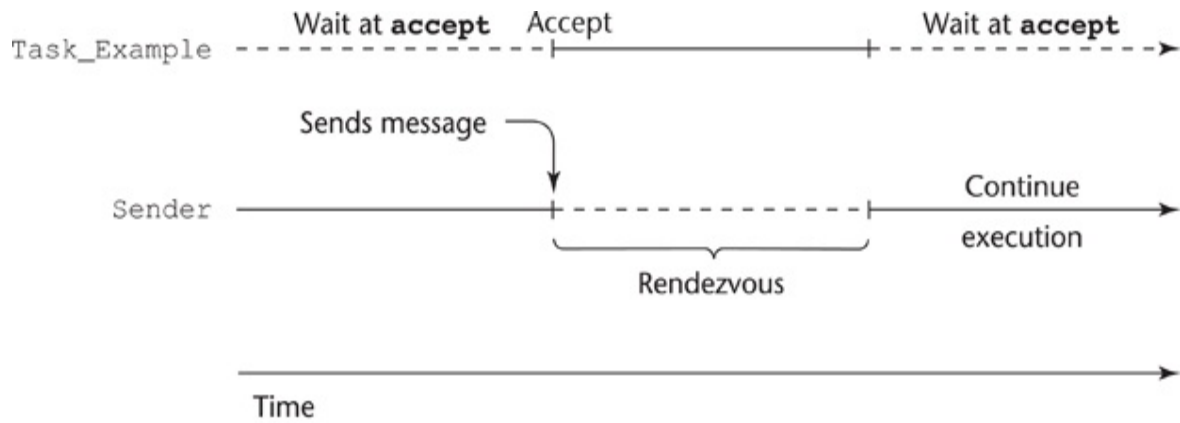 Wait at accept Accept Wait at accept
Task_Example
Sends message
Continue
Sender
execution
Rendezvous
Time